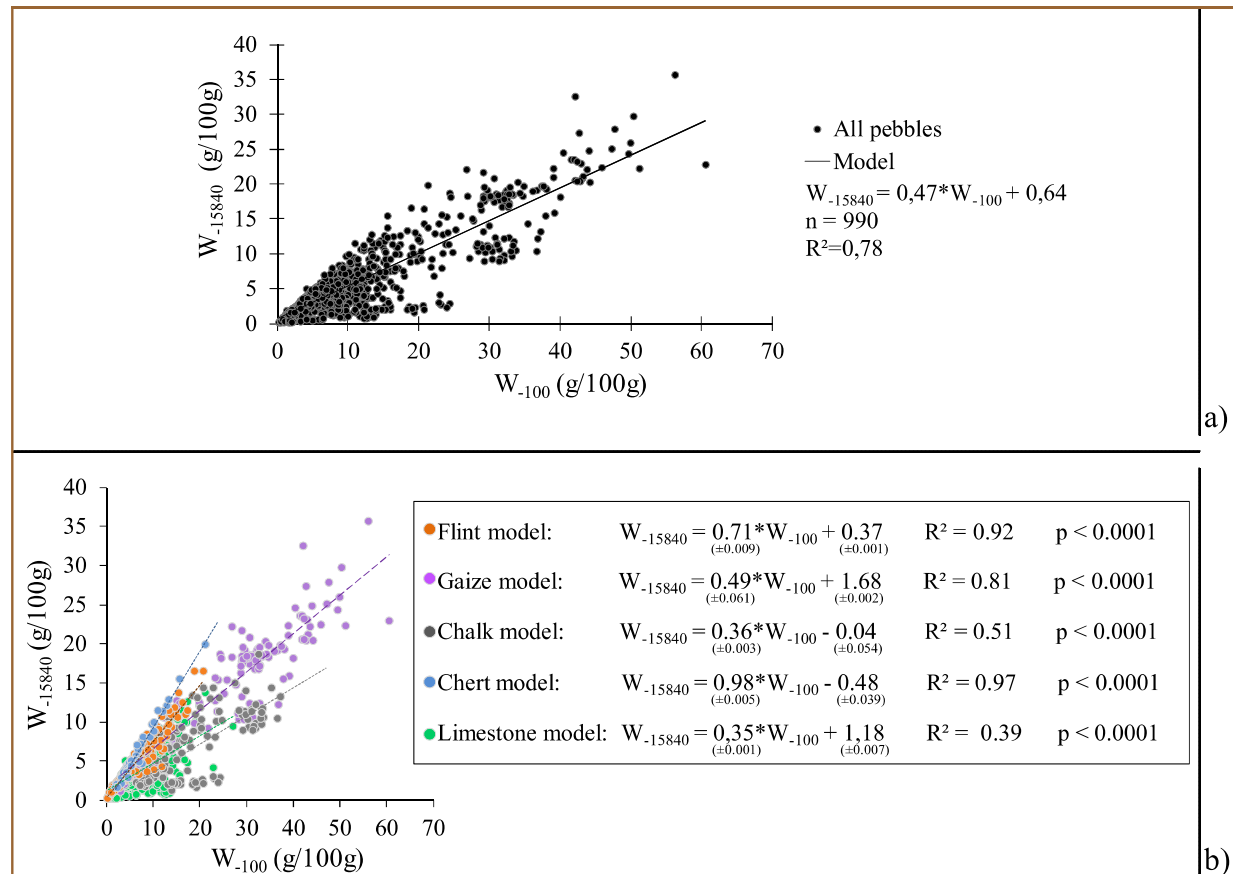 40
35
30
25
20
15
10
5
0
W-15840 (g/100g)
0 10 20 30 40 50 60 70
W-100 (g/100g)
All pebbles
Model
W-15840 = 0,47*W-100 + 0,64
n = 990
R²=0,78
a)
40
35
30
25
20
15
10
5
0
W-15840 (g/100g)
0 10 20 30 40 50 60 70
W-100 (g/100g)
Flint model: W-15840 = 0.71*W-100 + 0.37 R² = 0.92 p < 0.0001
(±0.009) (±0.001)
Gaize model: W-15840 = 0.49*W-100 + 1.68 R² = 0.81 p < 0.0001
(±0.061) (±0.002)
Chalk model: W-15840 = 0.36*W-100 - 0.04 R² = 0.51 p < 0.0001
(±0.003) (±0.054)
Chert model: W-15840 = 0.98*W-100 - 0.48 R² = 0.97 p < 0.0001
(±0.005) (±0.039)
Limestone model: W-15840 = 0,35*W-100 + 1,18 R² = 0.39 p < 0.0001
(±0.001) (±0.007)
b)